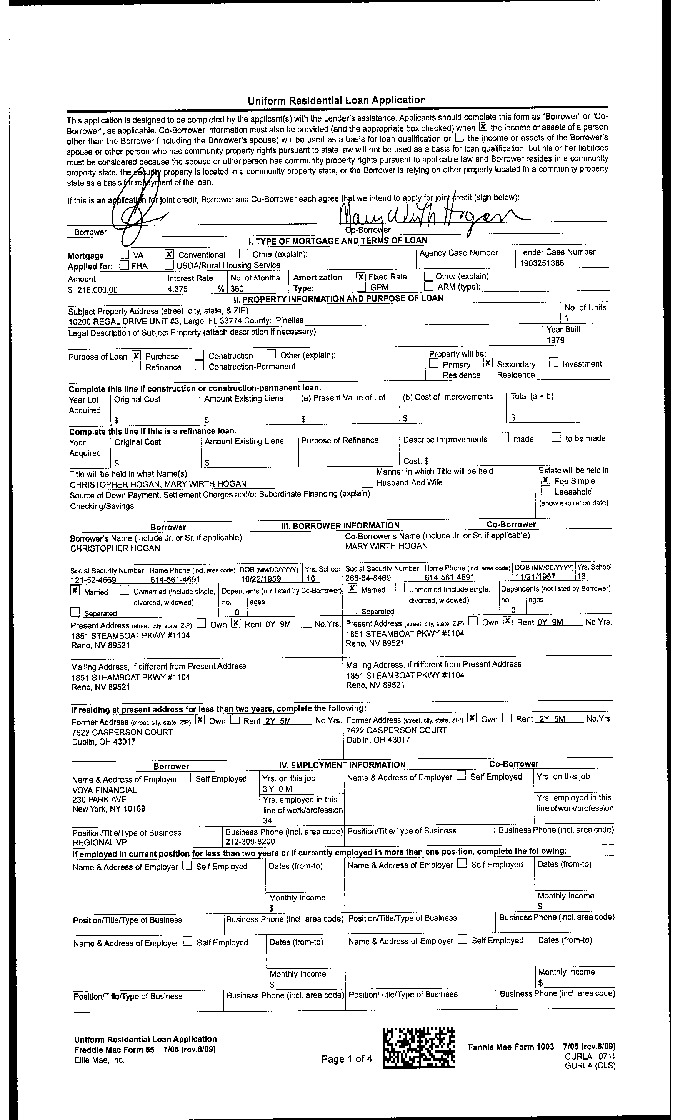 Uniform Residential Loan Application
This application is designed to be completed by the applicant(s) with the Lender's assistance. Applicants should complete this form as "Borrower" or "Co-
Borrower", as applicable. Co-Borrower information must also be provided (and the appropriate box checked) when X the income or assets of a person
other than the Borrower (including the Borrower's spouse) will be used as a basis for loan qualification or the income or assets of the Borrower's
spouse or other person who has community property rights pursuant to state law will not be used as a basis for loan qualification, but his or her liabilities
must be considered because the spouse or other person has community property rights pursuant to applicable law and Borrower resides in a community
property state, the security property is located in a community property state, or the Borrower is relying on other property located in a community property
state as a basis for repayment of the loan.
If this is an application for joint credit, Borrower and Co-Borrower each agree that we intend to apply for joint credit (sign below):
Mary Wirth Hogan
Borrower Co-Borrower
I. TYPE OF MORTGAGE AND TERMS OF LOAN
Mortgage VA X Conventional Other (explain): Agency Case Number Lender Case Number
Applied for: FHA USDA/Rural Housing Service 1903251386
Amount Interest Rate No. of Months Amortization X Fixed Rate Other (explain)
$ 216,000.00 4.375 % 360 Type: GPM ARM (type):
II. PROPERTY INFORMATION AND PURPOSE OF LOAN
Subject Property Address (street, city, state, & ZIP) No. of Units
10200 REGAL DRIVE UNIT #3, Largo, FL 33774 County: Pinellas 1
Legal Description of Subject Property (attach description if necessary) Year Built
1979
Purpose of Loan X Purchase Construction Other (explain): Property will be:
Refinance Construction-Permanent Primary Residence X Secondary Residence Investment
Complete this line if construction or construction-permanent loan.
Year Lot Acquired Original Cost Amount Existing Liens (a) Present Value of Lot (b) Cost of Improvements Total (a + b)
$ $ $ $ $
Complete this line if this is a refinance loan.
Year Acquired Original Cost Amount Existing Liens Purpose of Refinance Describe Improvements made to be made
$ $ Cost: $
Title will be held in what Name(s) Manner in which Title will be held Estate will be held in
CHRISTOPHER HOGAN, MARY WIRTH HOGAN Husband And Wife X Fee Simple
Source of Down Payment, Settlement Charges and/or Subordinate Financing (explain) Leasehold
Checking/Savings (show expiration date)
Borrower III. BORROWER INFORMATION Co-Borrower
Borrower's Name (include Jr. or Sr. if applicable) Co-Borrower's Name (include Jr. or Sr. if applicable)
CHRISTOPHER HOGAN MARY WIRTH HOGAN
Social Security Number Home Phone (incl. area code) DOB (MM/DD/YYYY) Yrs. School Social Security Number Home Phone (incl. area code) DOB (MM/DD/YYYY) Yrs. School
614-561-4691 16 614-561-4691
X Married Unmarried (include single, divorced, widowed) Dependents (not listed by Co-Borrower) X Married Unmarried (include single, divorced, widowed) Dependents (not listed by Borrower)
Separated no. 0 ages Separated no. 0 ages
Present Address (street, city, state, ZIP) Own X Rent 0Y 9M No. Yrs. Present Address (street, city, state, ZIP) Own X Rent 0Y 9M No. Yrs.
1851 STEAMBOAT PKWY #1104 1851 STEAMBOAT PKWY #1104
Reno, NV 89521 Reno, NV 89521
Mailing Address, if different from Present Address Mailing Address, if different from Present Address
1851 STEAMBOAT PKWY #1104 1851 STEAMBOAT PKWY #1104
Reno, NV 89521 Reno, NV 89521
If residing at present address for less than two years, complete the following:
Former Address (street, city, state, ZIP) X Own Rent 2Y 5M No. Yrs. Former Address (street, city, state, ZIP) X Own Rent 2Y 5M No. Yrs.
7622 CASPERSON COURT 7622 CASPERSON COURT
Dublin, OH 43017 Dublin, OH 43017
Borrower IV. EMPLOYMENT INFORMATION Co-Borrower
Name & Address of Employer Self Employed Yrs. on this job Name & Address of Employer Self Employed Yrs. on this job
VOYA FINANCIAL 3Y 0M
230 PARK AVE Yrs. employed in this line of work/profession Yrs. employed in this line of work/profession
New York, NY 10169 34
Position/Title/Type of Business Business Phone (incl. area code) Position/Title/Type of Business Business Phone (incl. area code)
REGIONAL VP 212-309-8200
If employed in current position for less than two years or if currently employed in more than one position, complete the following:
Name & Address of Employer Self Employed Dates (from-to) Name & Address of Employer Self Employed Dates (from-to)
Monthly Income Monthly Income
$ $
Position/Title/Type of Business Business Phone (incl. area code) Position/Title/Type of Business Business Phone (incl. area code)
Name & Address of Employer Self Employed Dates (from-to) Name & Address of Employer Self Employed Dates (from-to)
Monthly Income Monthly Income
$ $
Position/Title/Type of Business Business Phone (incl. area code) Position/Title/Type of Business Business Phone (incl. area code)
Uniform Residential Loan Application
Freddie Mac Form 65 7/05 (rev.6/09) Fannie Mae Form 1003 7/05 (rev.6/09)
Ellie Mae, Inc. Page 1 of 4 GURLA 0711
GURLA (CLS)